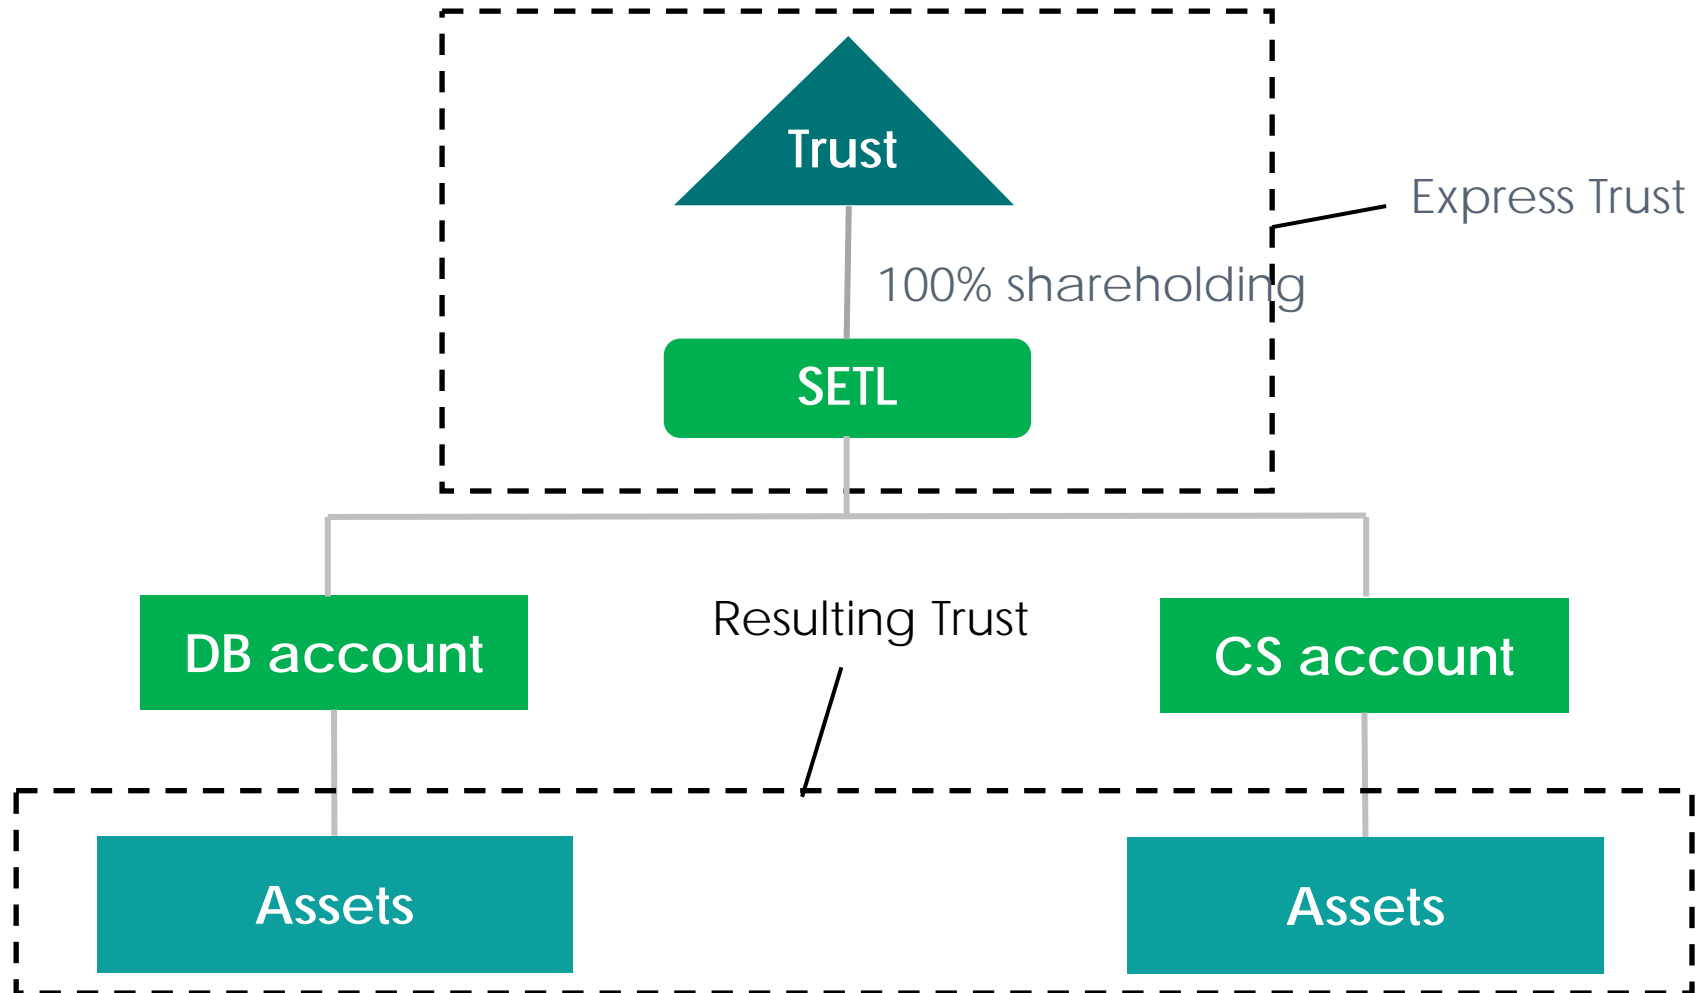 Trust
Express Trust
100% shareholding
SETL
Resulting Trust
DB account
CS account
Assets
Assets